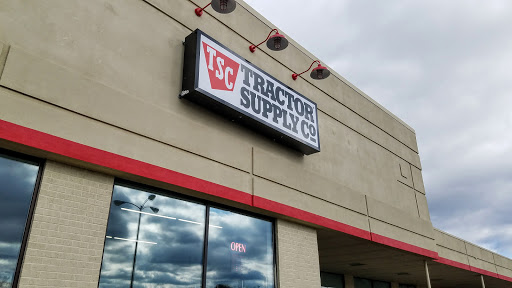 TSC
TRACTOR
SUPPLY CO
OPEN